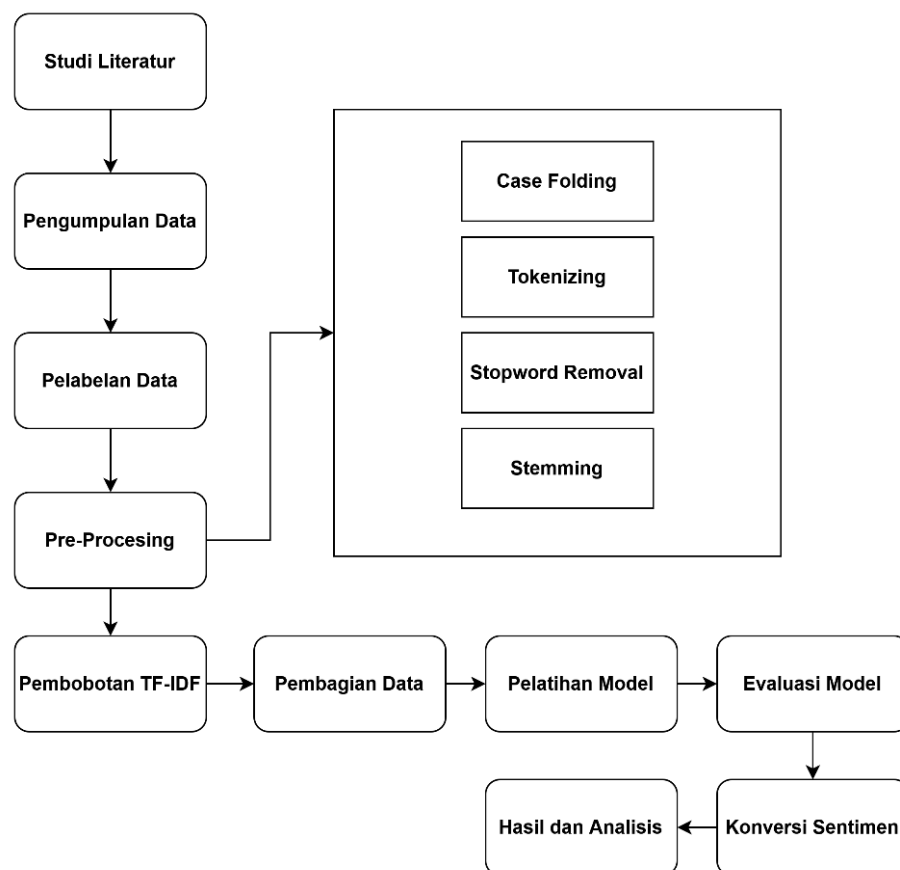 Studi Literatur
Pengumpulan Data
Pelabelan Data
Pre-Procesing
Case Folding
Tokenizing
Stopword Removal
Stemming
Pembobotan TF-IDF
Pembagian Data
Pelatihan Model
Evaluasi Model
Konversi Sentimen
Hasil dan Analisis